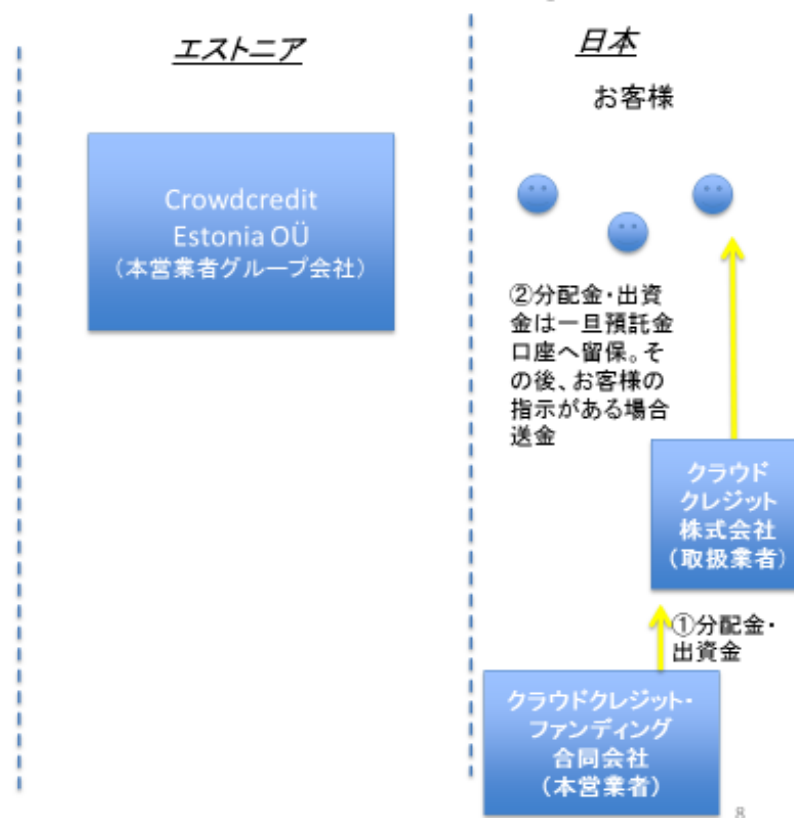 エストニア
日本
お客様
Crowdcredit
Estonia OÜ
（本営業者グループ会社）
②分配金・出資
金は一旦預託金
口座へ留保。そ
の後、お客様の
指示がある場合
送金
クラウド
クレジット
株式会社
（取扱業者）
①分配金・
出資金
クラウドクレジット・
ファンディング
合同会社
（本営業者）
8